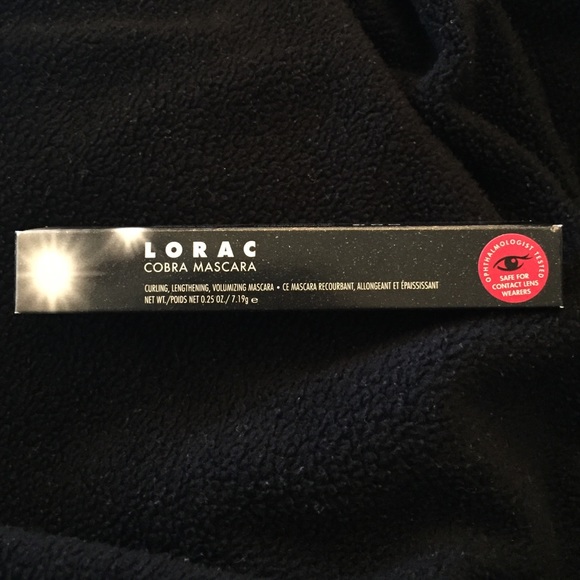 LORAC
COBRA MASCARA
CURLING, LENGTHENING, VOLUMIZING MASCARA • CE MASCARA RECOURBANT, ALLONGEANT ET ÉPAISSISSANT
NET WT./POIDS NET 0.25 OZ./ 7.19g e
OPHTHALMOLOGIST TESTED
SAFE FOR
CONTACT LENS
WEARERS